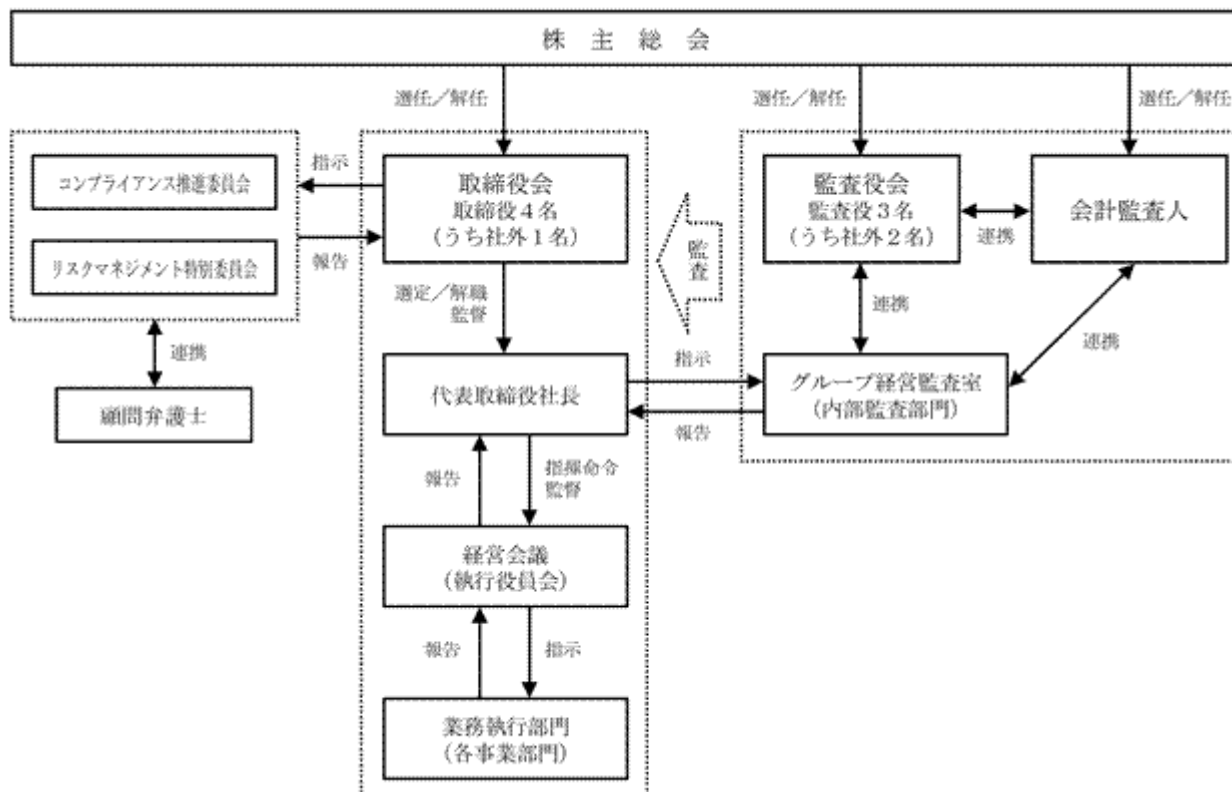 株主総会
選任／解任
選任／解任
選任／解任
コンプライアンス推進委員会
リスクマネジメント特別委員会
指示
報告
連携
顧問弁護士
取締役会
取締役４名
（うち社外１名）
選定／解職
監督
代表取締役社長
報告
指揮命令
監督
経営会議
（執行役員会）
報告
指示
業務執行部門
（各事業部門）
監査
監査役会
監査役３名
（うち社外２名）
連携
会計監査人
連携
連携
指示
報告
グループ経営監査室
（内部監査部門）